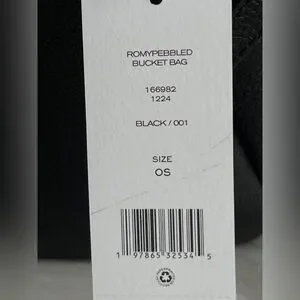 ROMYPEBBLED
BUCKET BAG
166982
1224
BLACK / 001
SIZE
OS
1 97865 32534 5